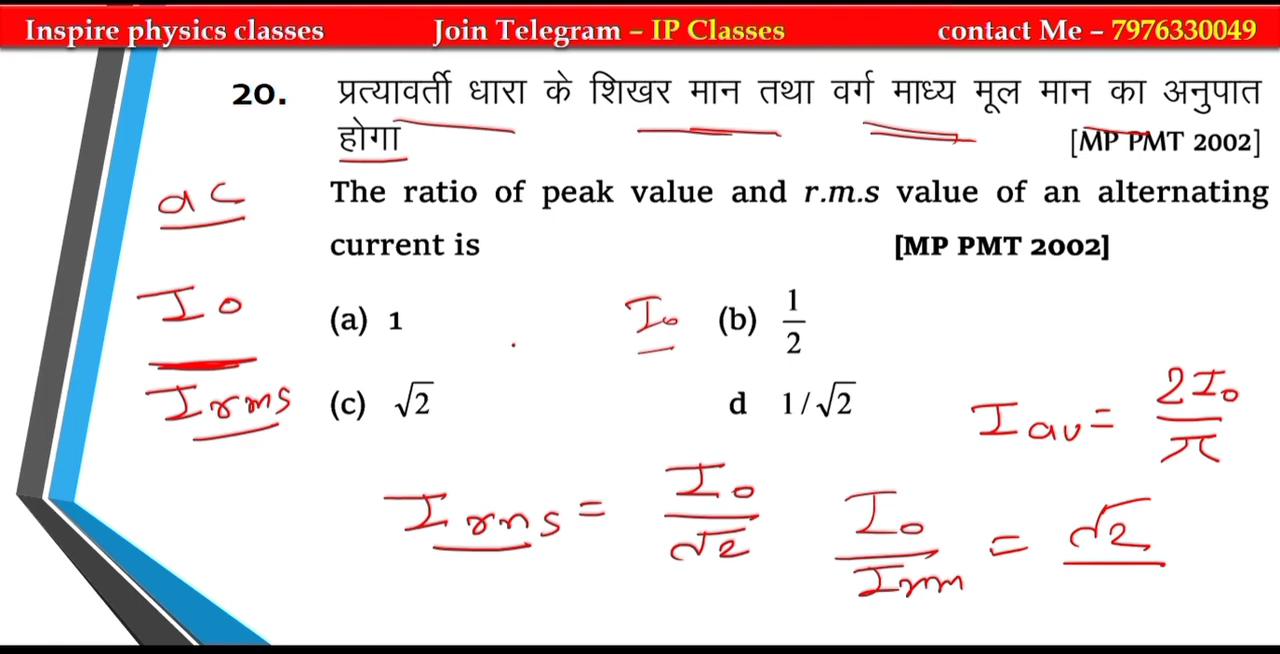 Inspire physics classes Join Telegram – IP Classes contact Me – 7976330049
20. प्रत्यावर्ती धारा के शिखर मान तथा वर्ग माध्य मूल मान का अनुपात
होगा [MP PMT 2002]
ac
The ratio of peak value and r.m.s value of an alternating
current is [MP PMT 2002]
I₀
(a) 1
I₀
(b) 1/2
Irms
(c) √2
d 1/√2
Iav = 2I₀/π
Irms = I₀/√2
I₀/Irm = √2